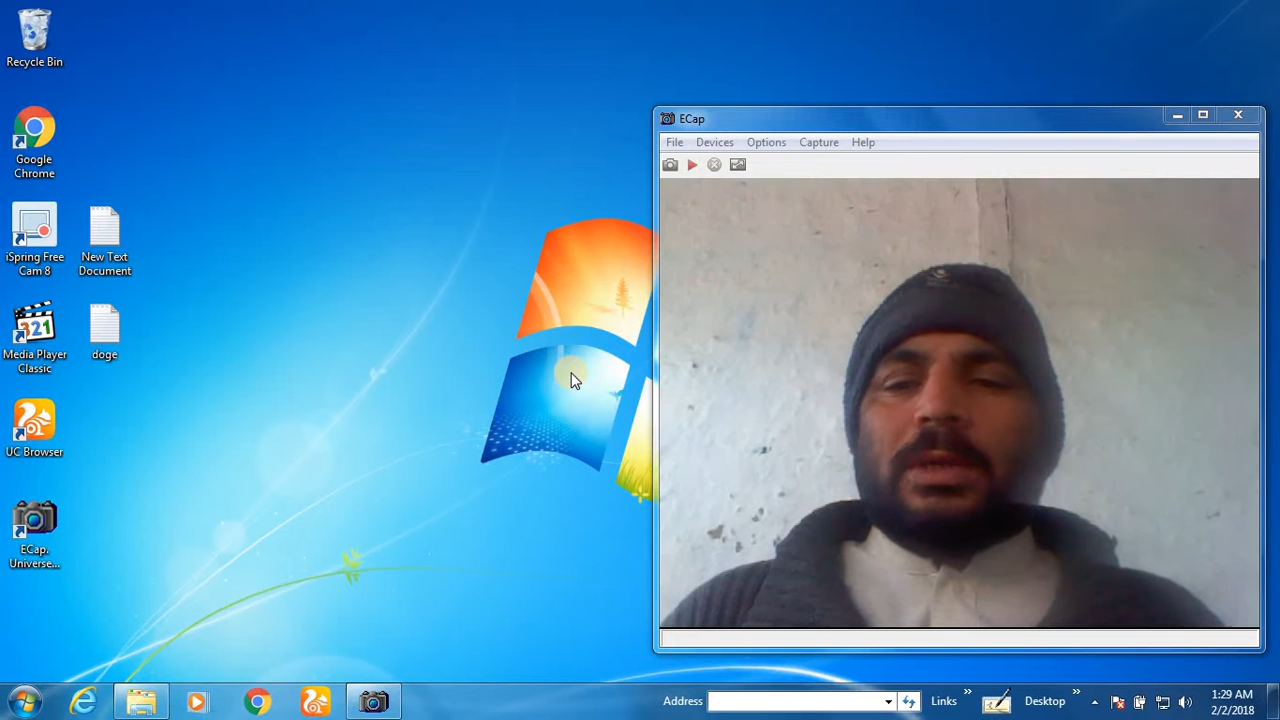 Recycle Bin
Google
Chrome
iSpring Free
Cam 8
New Text
Document
Media Player
Classic
doge
UC Browser
ECap.
Universe...
ECap
File Devices Options Capture Help
Address
Links
»
Desktop
»
1:29 AM
2/2/2018